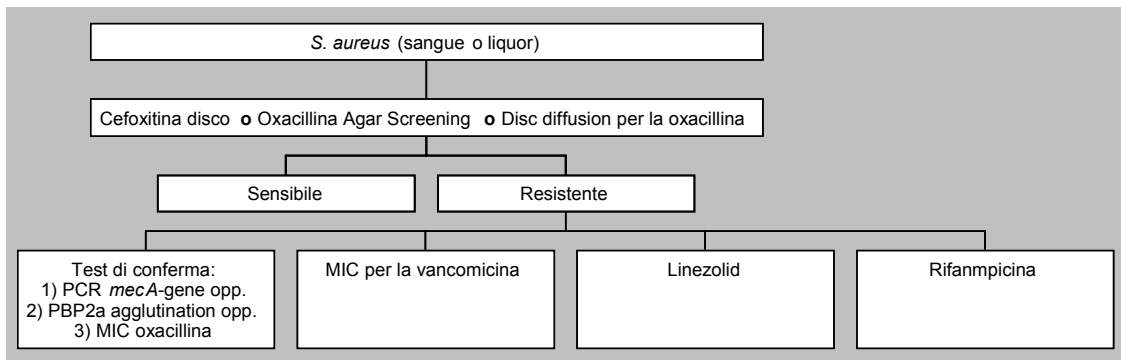 S. aureus (sangue o liquor)
Cefoxitina disco o Oxacillina Agar Screening o Disc diffusion per la oxacillina
Sensibile
Resistente
Test di conferma:
1) PCR mecA-gene opp.
2) PBP2a agglutination opp.
3) MIC oxacillina
MIC per la vancomicina
Linezolid
Rifanmpicina